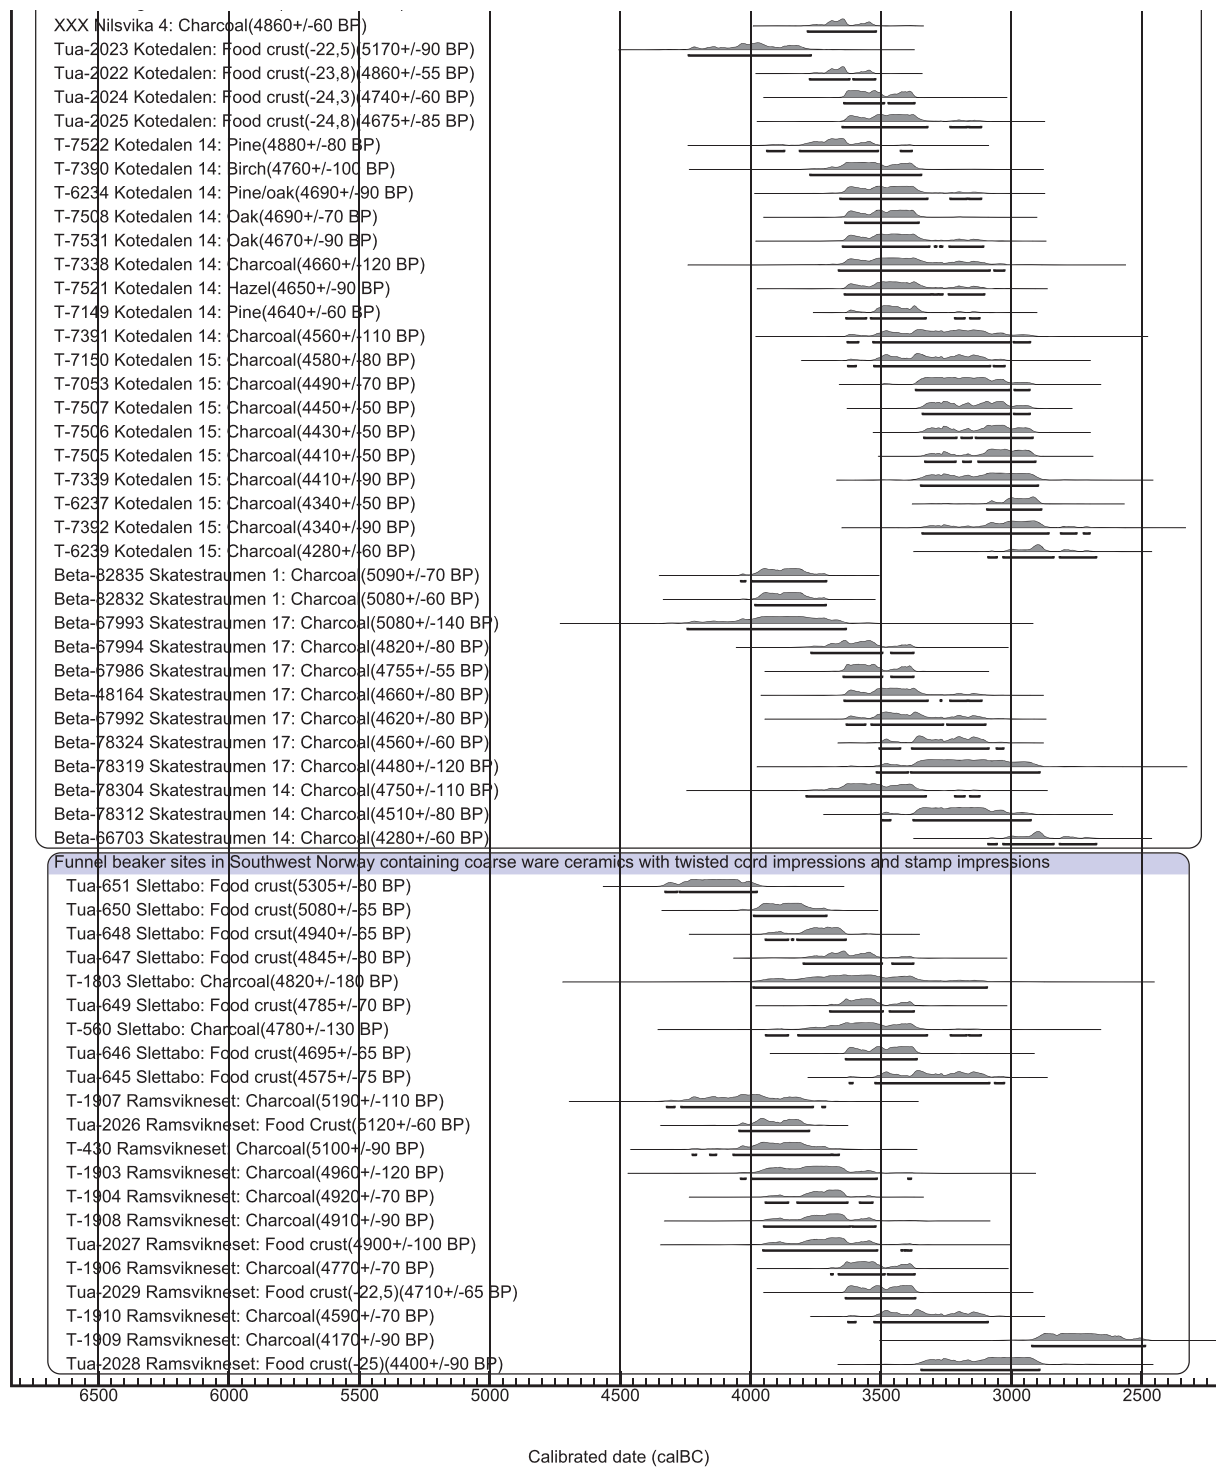 XXX Nilsvika 4: Charcoal(4860+/-60 BP)
Tua-2023 Kotedalen: Food crust(-22,5)(5170+/-90 BP)
Tua-2022 Kotedalen: Food crust(-23,8)(4860+/-55 BP)
Tua-2024 Kotedalen: Food crust(-24,3)(4740+/-60 BP)
Tua-2025 Kotedalen: Food crust(-24,8)(4675+/-85 BP)
T-7522 Kotedalen 14: Pine(4880+/-80 BP)
T-7390 Kotedalen 14: Birch(4760+/-100 BP)
T-6234 Kotedalen 14: Pine/oak(4690+/-90 BP)
T-7508 Kotedalen 14: Oak(4690+/-70 BP)
T-7531 Kotedalen 14: Oak(4670+/-90 BP)
T-7338 Kotedalen 14: Charcoal(4660+/-120 BP)
T-7521 Kotedalen 14: Hazel(4650+/-90 BP)
T-7149 Kotedalen 14: Pine(4640+/-60 BP)
T-7391 Kotedalen 14: Charcoal(4560+/-110 BP)
T-7150 Kotedalen 15: Charcoal(4580+/-80 BP)
T-7053 Kotedalen 15: Charcoal(4490+/-70 BP)
T-7507 Kotedalen 15: Charcoal(4450+/-50 BP)
T-7506 Kotedalen 15: Charcoal(4430+/-50 BP)
T-7505 Kotedalen 15: Charcoal(4410+/-50 BP)
T-7339 Kotedalen 15: Charcoal(4410+/-90 BP)
T-6237 Kotedalen 15: Charcoal(4340+/-50 BP)
T-7392 Kotedalen 15: Charcoal(4340+/-90 BP)
T-6239 Kotedalen 15: Charcoal(4280+/-60 BP)
Beta-82835 Skatestraumen 1: Charcoal(5090+/-70 BP)
Beta-82832 Skatestraumen 1: Charcoal(5080+/-60 BP)
Beta-67993 Skatestraumen 17: Charcoal(5080+/-140 BP)
Beta-67994 Skatestraumen 17: Charcoal(4820+/-80 BP)
Beta-67986 Skatestraumen 17: Charcoal(4755+/-55 BP)
Beta-48164 Skatestraumen 17: Charcoal(4660+/-80 BP)
Beta-67992 Skatestraumen 17: Charcoal(4620+/-80 BP)
Beta-78324 Skatestraumen 17: Charcoal(4560+/-60 BP)
Beta-78319 Skatestraumen 17: Charcoal(4480+/-120 BP)
Beta-78304 Skatestraumen 14: Charcoal(4750+/-110 BP)
Beta-78312 Skatestraumen 14: Charcoal(4510+/-80 BP)
Beta-66703 Skatestraumen 14: Charcoal(4280+/-60 BP)
Funnel beaker sites in Southwest Norway containing coarse ware ceramics with twisted cord impressions and stamp impressions
Tua-651 Slettabo: Food crust(5305+/-80 BP)
Tua-650 Slettabo: Food crust(5080+/-65 BP)
Tua-648 Slettabo: Food crsut(4940+/-65 BP)
Tua-647 Slettabo: Food crust(4845+/-80 BP)
T-1803 Slettabo: Charcoal(4820+/-180 BP)
Tua-649 Slettabo: Food crust(4785+/-70 BP)
T-560 Slettabo: Charcoal(4780+/-130 BP)
Tua-646 Slettabo: Food crust(4695+/-65 BP)
Tua-645 Slettabo: Food crust(4575+/-75 BP)
T-1907 Ramsvikneset: Charcoal(5190+/-110 BP)
Tua-2026 Ramsvikneset: Food Crust(5120+/-60 BP)
T-430 Ramsvikneset: Charcoal(5100+/-90 BP)
T-1903 Ramsvikneset: Charcoal(4960+/-120 BP)
T-1904 Ramsvikneset: Charcoal(4920+/-70 BP)
T-1908 Ramsvikneset: Charcoal(4910+/-90 BP)
Tua-2027 Ramsvikneset: Food crust(4900+/-100 BP)
T-1906 Ramsvikneset: Charcoal(4770+/-70 BP)
Tua-2029 Ramsvikneset: Food crust(-22,5)(4710+/-65 BP)
T-1910 Ramsvikneset: Charcoal(4590+/-70 BP)
T-1909 Ramsvikneset: Charcoal(4170+/-90 BP)
Tua-2028 Ramsvikneset: Food crust(-25)(4400+/-90 BP)
6500 6000 5500 5000 4500 4000 3500 3000 2500
Calibrated date (calBC)